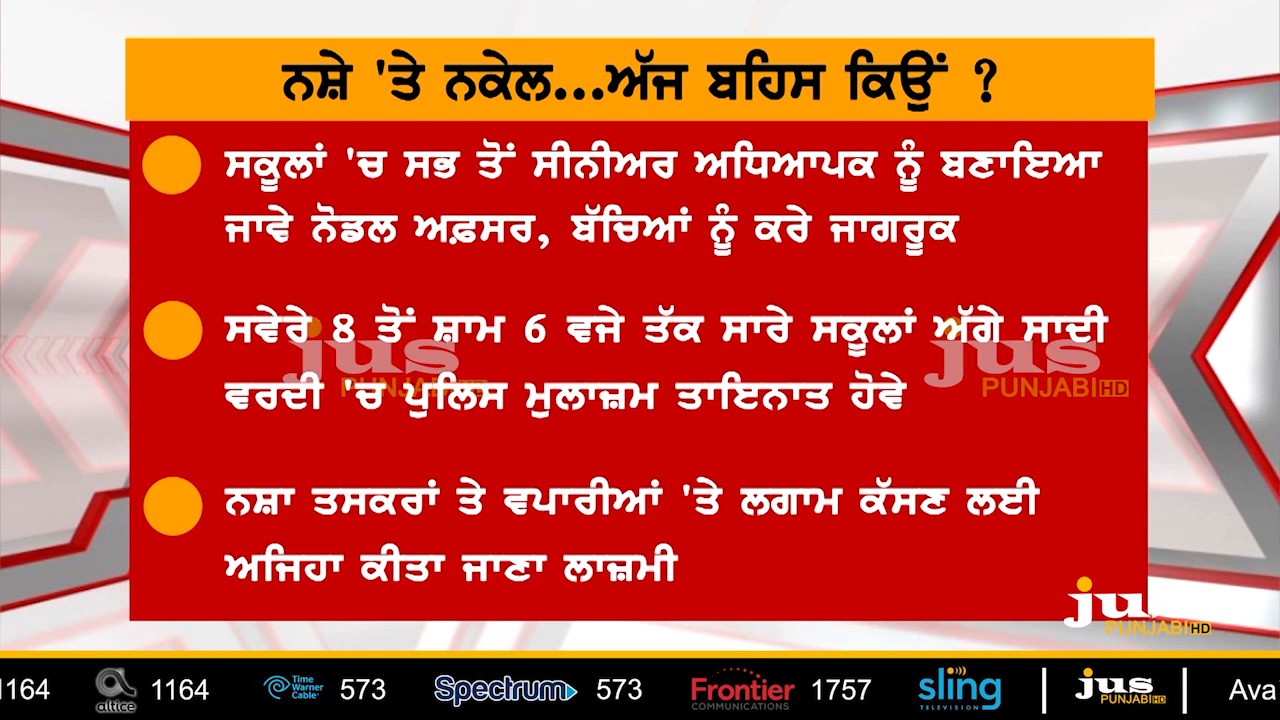 ਨਸ਼ੇ 'ਤੇ ਨਕੇਲ...ਅੱਜ ਬਹਿਸ ਕਿਉਂ ?
ਸਕੂਲਾਂ 'ਚ ਸਭ ਤੋਂ ਸੀਨੀਅਰ ਅਧਿਆਪਕ ਨੂੰ ਬਣਾਇਆ
ਜਾਵੇ ਨੋਡਲ ਅਫ਼ਸਰ, ਬੱਚਿਆਂ ਨੂੰ ਕਰੇ ਜਾਗਰੂਕ
ਸਵੇਰੇ 8 ਤੋਂ ਸ਼ਾਮ 6 ਵਜੇ ਤੱਕ ਸਾਰੇ ਸਕੂਲਾਂ ਅੱਗੇ ਸਾਦੀ
ਵਰਦੀ 'ਚ ਪੁਲਿਸ ਮੁਲਾਜ਼ਮ ਤਾਇਨਾਤ ਹੋਵੇ
jus PUNJABI HD
jus PUNJABI HD
ਨਸ਼ਾ ਤਸਕਰਾਂ ਤੇ ਵਪਾਰੀਆਂ 'ਤੇ ਲਗਾਮ ਕੱਸਣ ਲਈ
ਅਜਿਹਾ ਕੀਤਾ ਜਾਣਾ ਲਾਜ਼ਮੀ
jus
PUNJABI HD
1164 altice 1164 Time Warner Cable 573 Spectrum 573 Frontier COMMUNICATIONS 1757 sling TELEVISION | jus PUNJABI HD | Ava